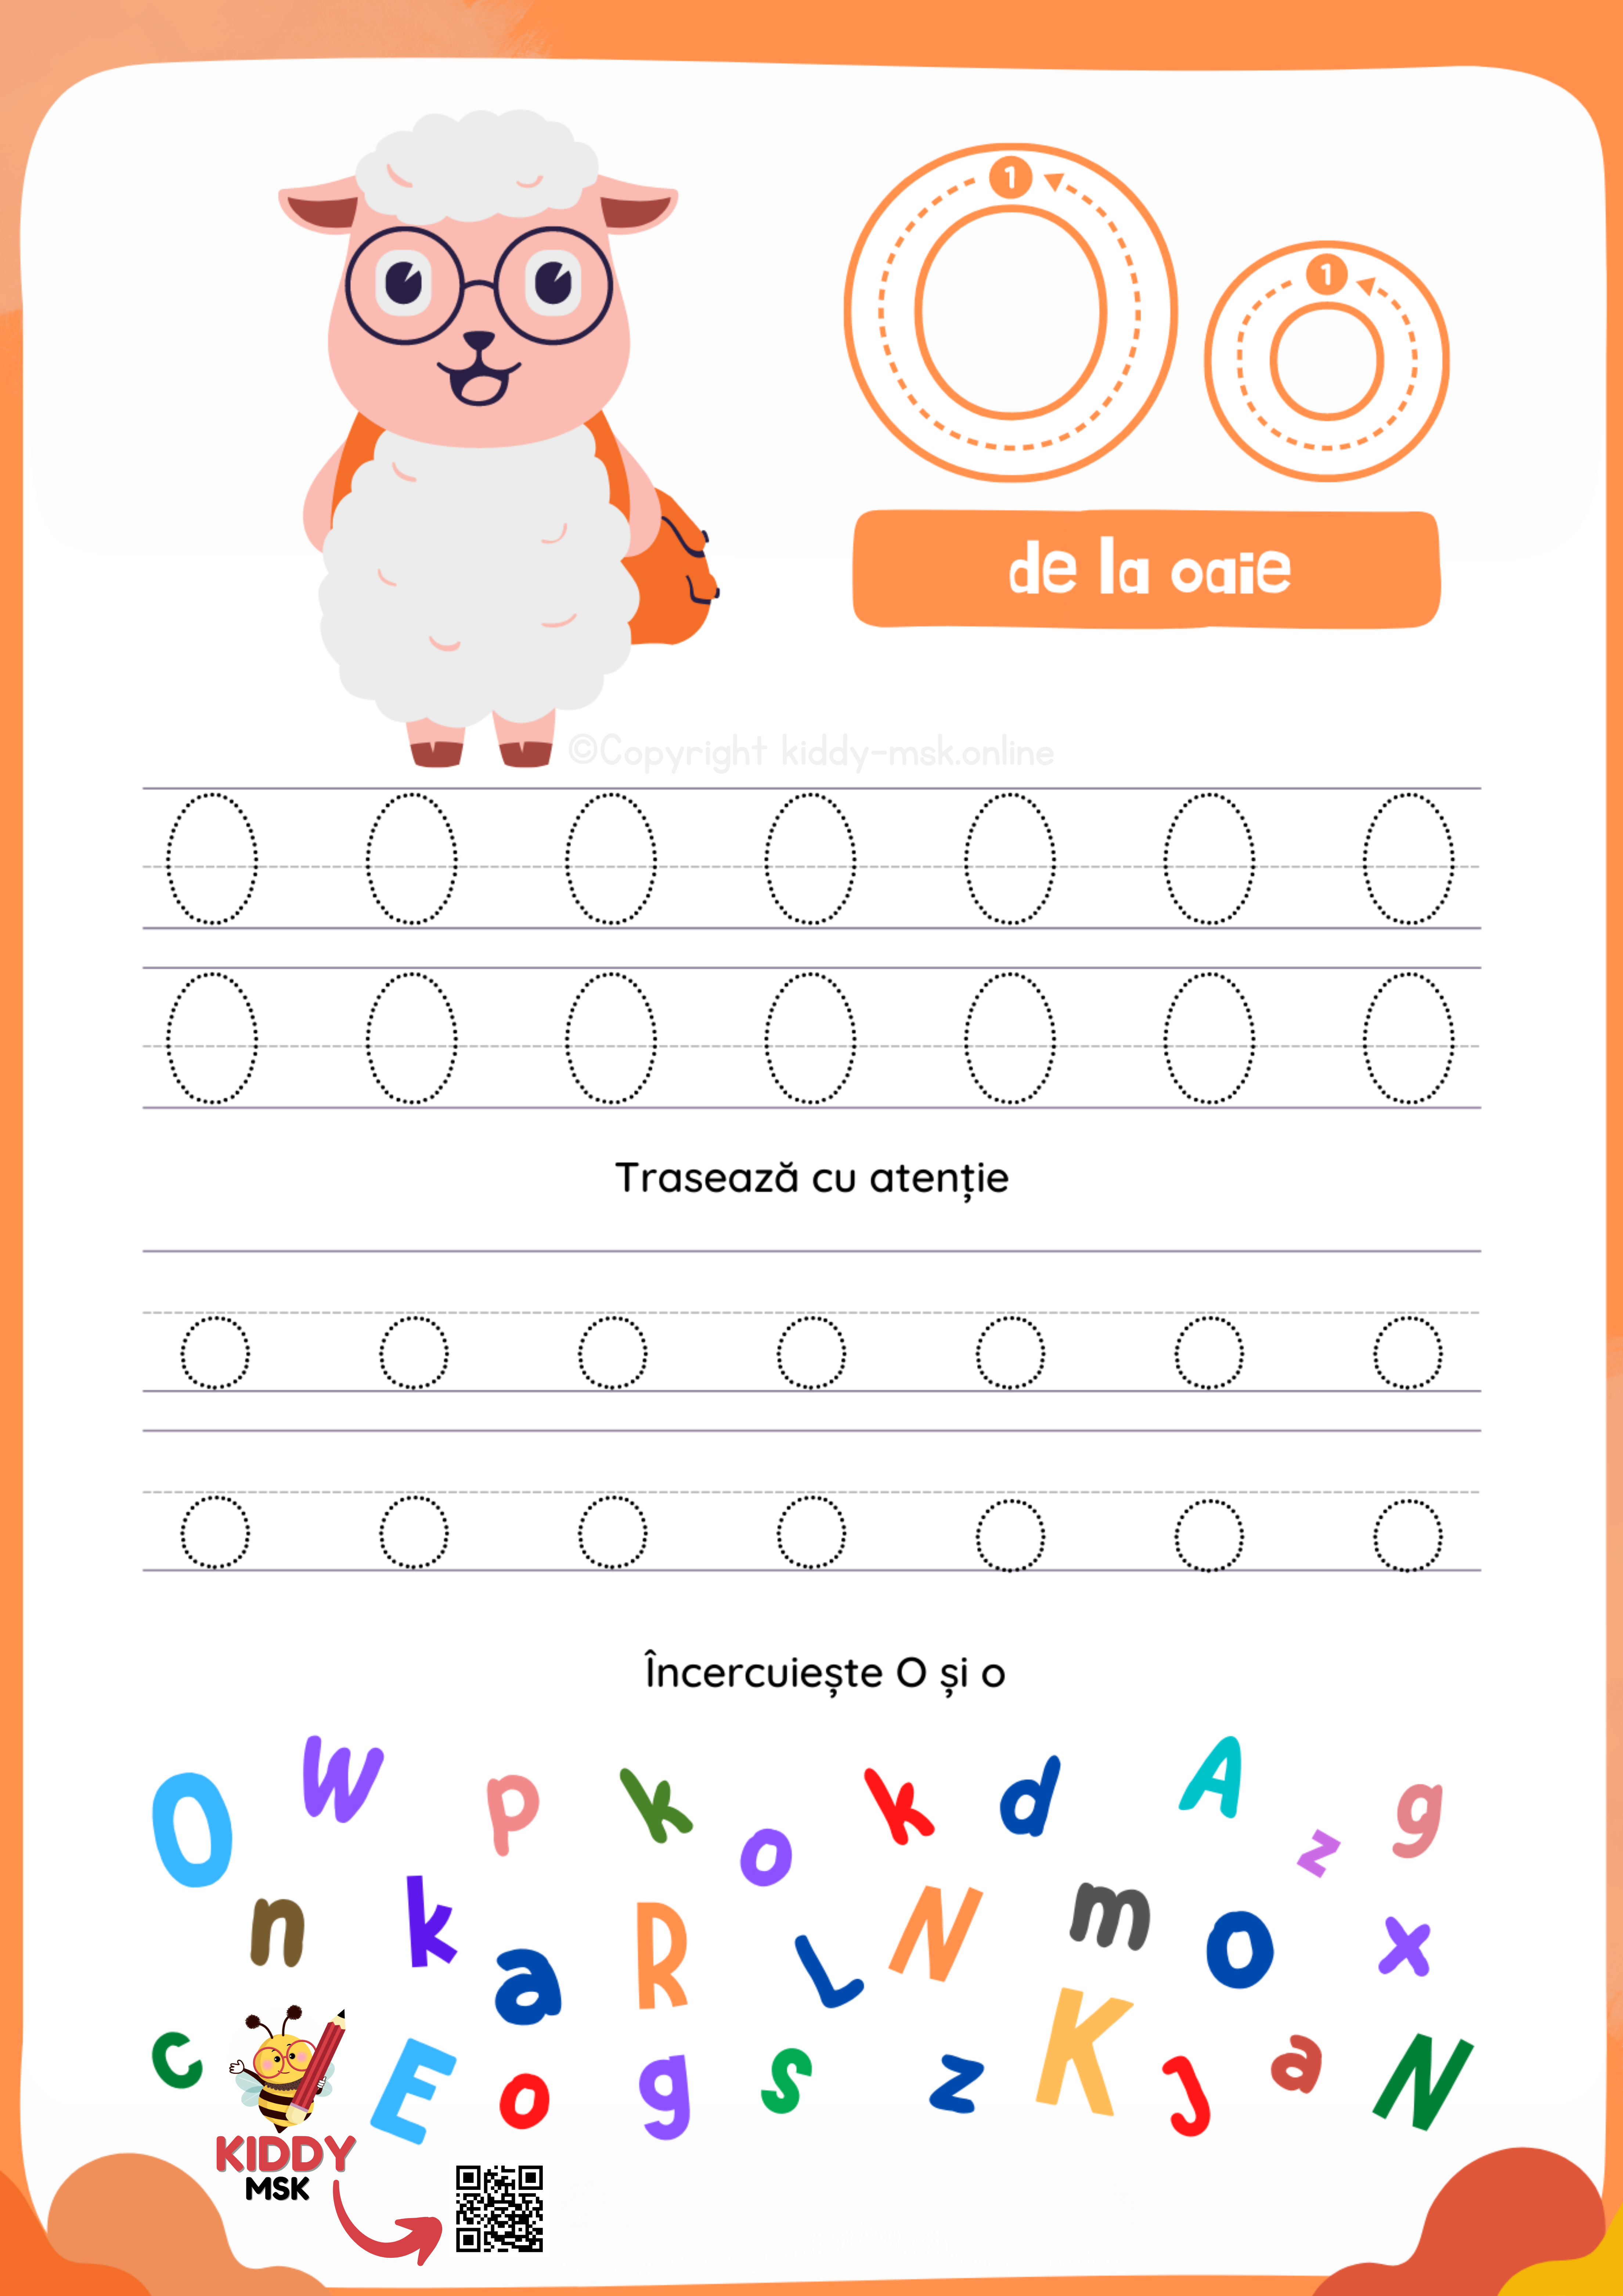 O o
1 1
de la oaie
©Copyright kiddy-msk.online
O O O O O O O
O O O O O O O
Trasează cu atenție
o o o o o o o
o o o o o o o
Încercuiește O și o
O W p k o k d A z g
n k a R L N m o x
c E o g s z K J a N
KIDDY
MSK